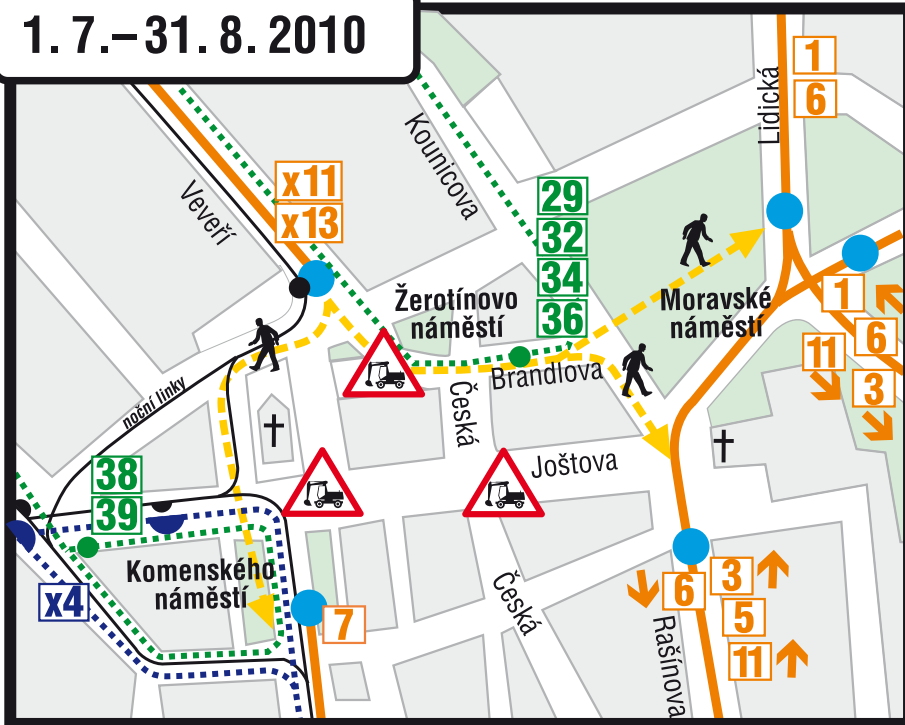 1. 7.–31. 8. 2010
Lidická
1
6
Kounicova
x11
x13
Veveří
29
32
34
36
Žerotínovo
náměstí
Moravské
náměstí
1
6
11
3
Brandlova
Česká
noční linky
Joštova
38
39
Komenského
náměstí
x4
7
Česká
6
3
5
11
Rašínova